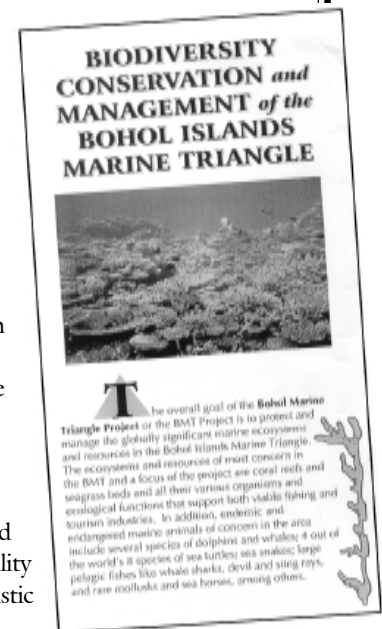 BIODIVERSITY
CONSERVATION and
MANAGEMENT of the
BOHOL ISLANDS
MARINE TRIANGLE
The overall goal of the Bohol Marine
Triangle Project or the BMT Project is to protect and
manage the globally significant marine ecosystems
and resources in the Bohol Islands Marine Triangle.
The ecosystems and resources of most concern in
the BMT and a focus of the project are coral reefs and
seagrass beds and all their various organisms and
ecological functions that support both viable fishing and
tourism industries. In addition, endemic and
endangered marine animals of concern in the area
include several species of dolphins and whales; 4 out of
the world's 8 species of sea turtles; sea snakes; large
pelagic fishes like whale sharks, devil and sting rays,
and rare mollusks and sea horses, among others.
lity
stic